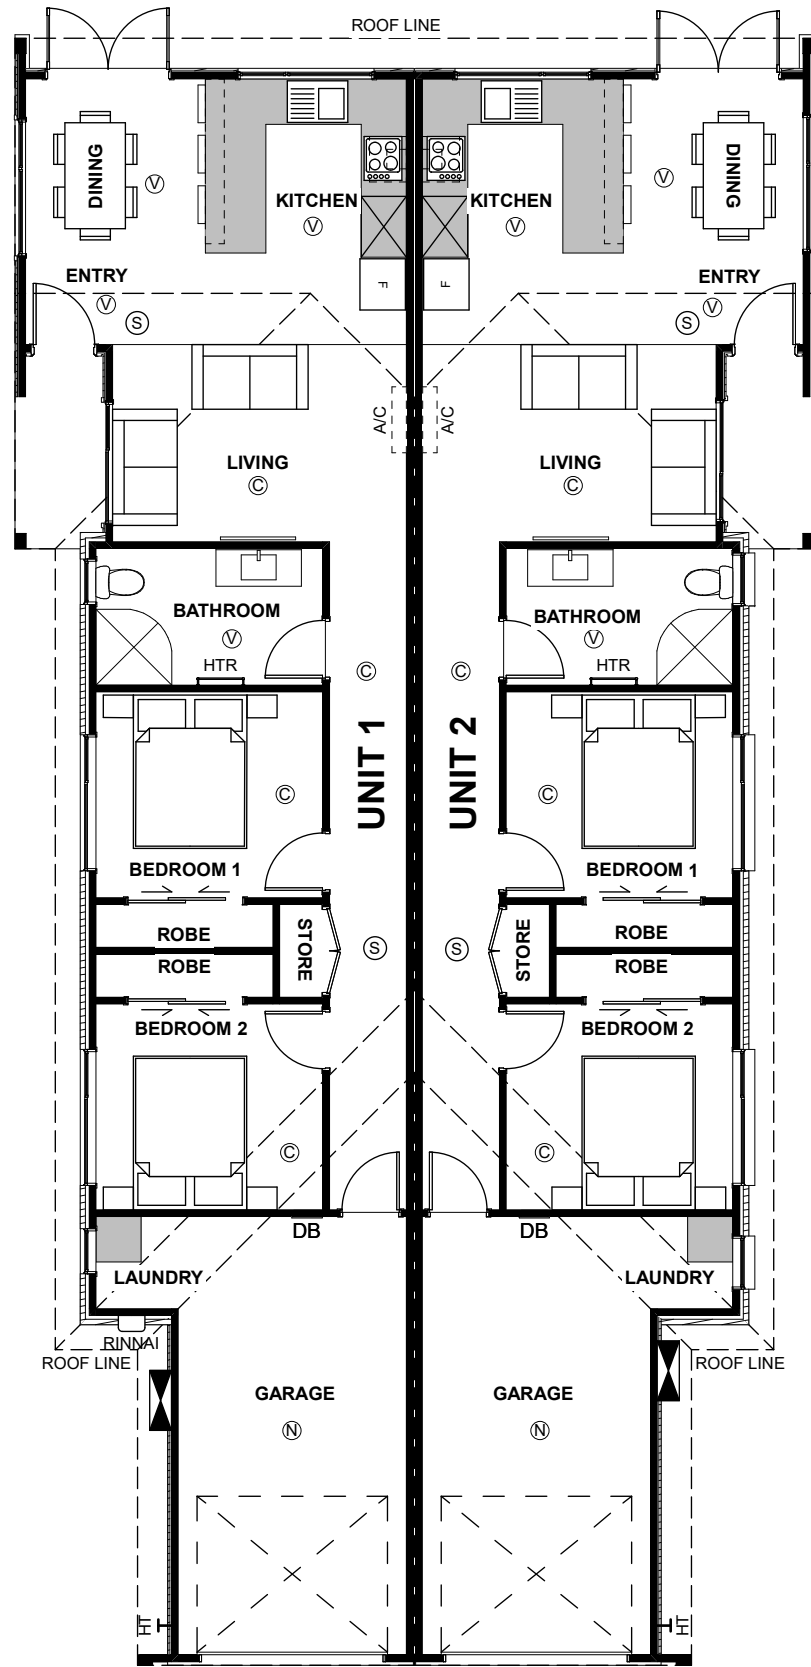 ROOF LINE
DINING
KITCHEN
KITCHEN
DINING
V
V
V
V
ENTRY
ENTRY
V
S
F
F
S
V
A/C
A/C
LIVING
LIVING
C
C
BATHROOM
BATHROOM
V
V
HTR
HTR
C
C
UNIT 1
UNIT 2
C
C
BEDROOM 1
BEDROOM 1
ROBE
STORE
STORE
ROBE
S
S
ROBE
ROBE
BEDROOM 2
BEDROOM 2
C
C
DB
DB
LAUNDRY
LAUNDRY
RINNAI
ROOF LINE
ROOF LINE
GARAGE
GARAGE
N
N
HT
HT